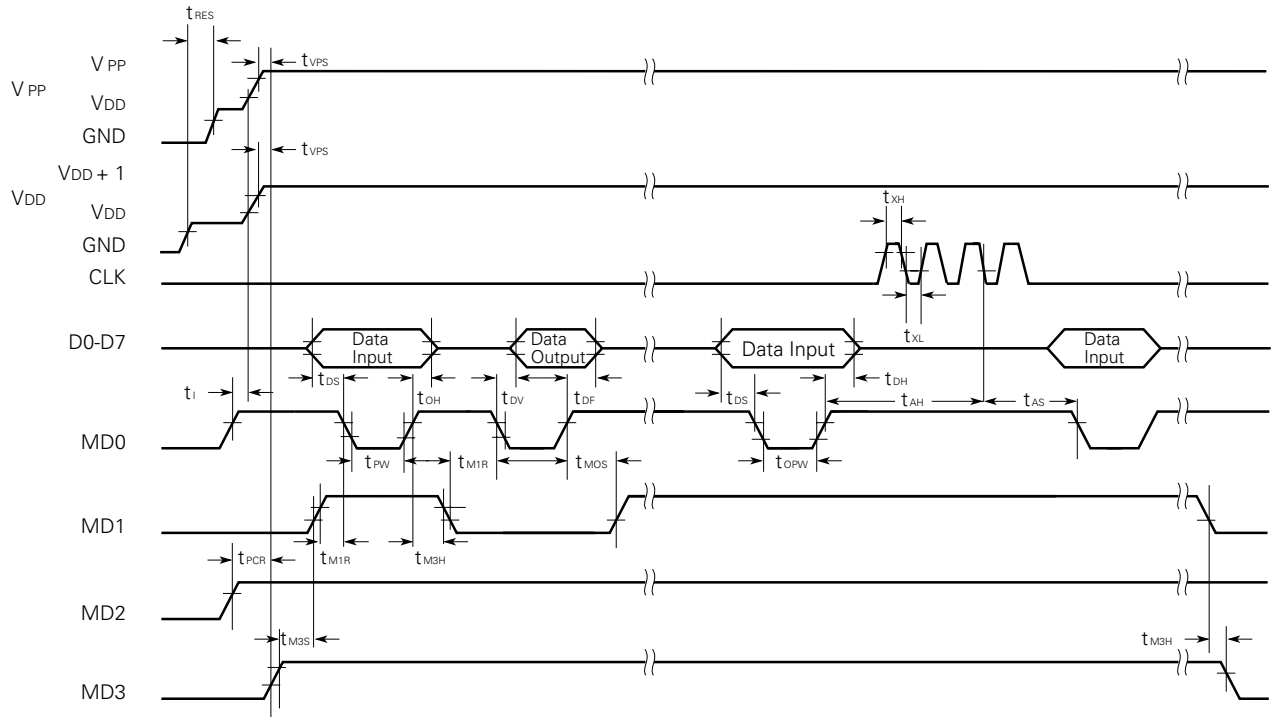 tRES
VPP
VPP
tVPS
VDD
GND
tVPS
VDD + 1
VDD
VDD
tXH
GND
CLK
D0-D7
Data Input
Data Output
Data Input
Data Input
tXL
tI
tDS
tOH
tDV
tDF
tDS
tDH
tAH
tAS
MD0
tPW
tM1R
tMOS
tOPW
MD1
tM1R
tM3H
tPCR
MD2
tM3S
tM3H
MD3